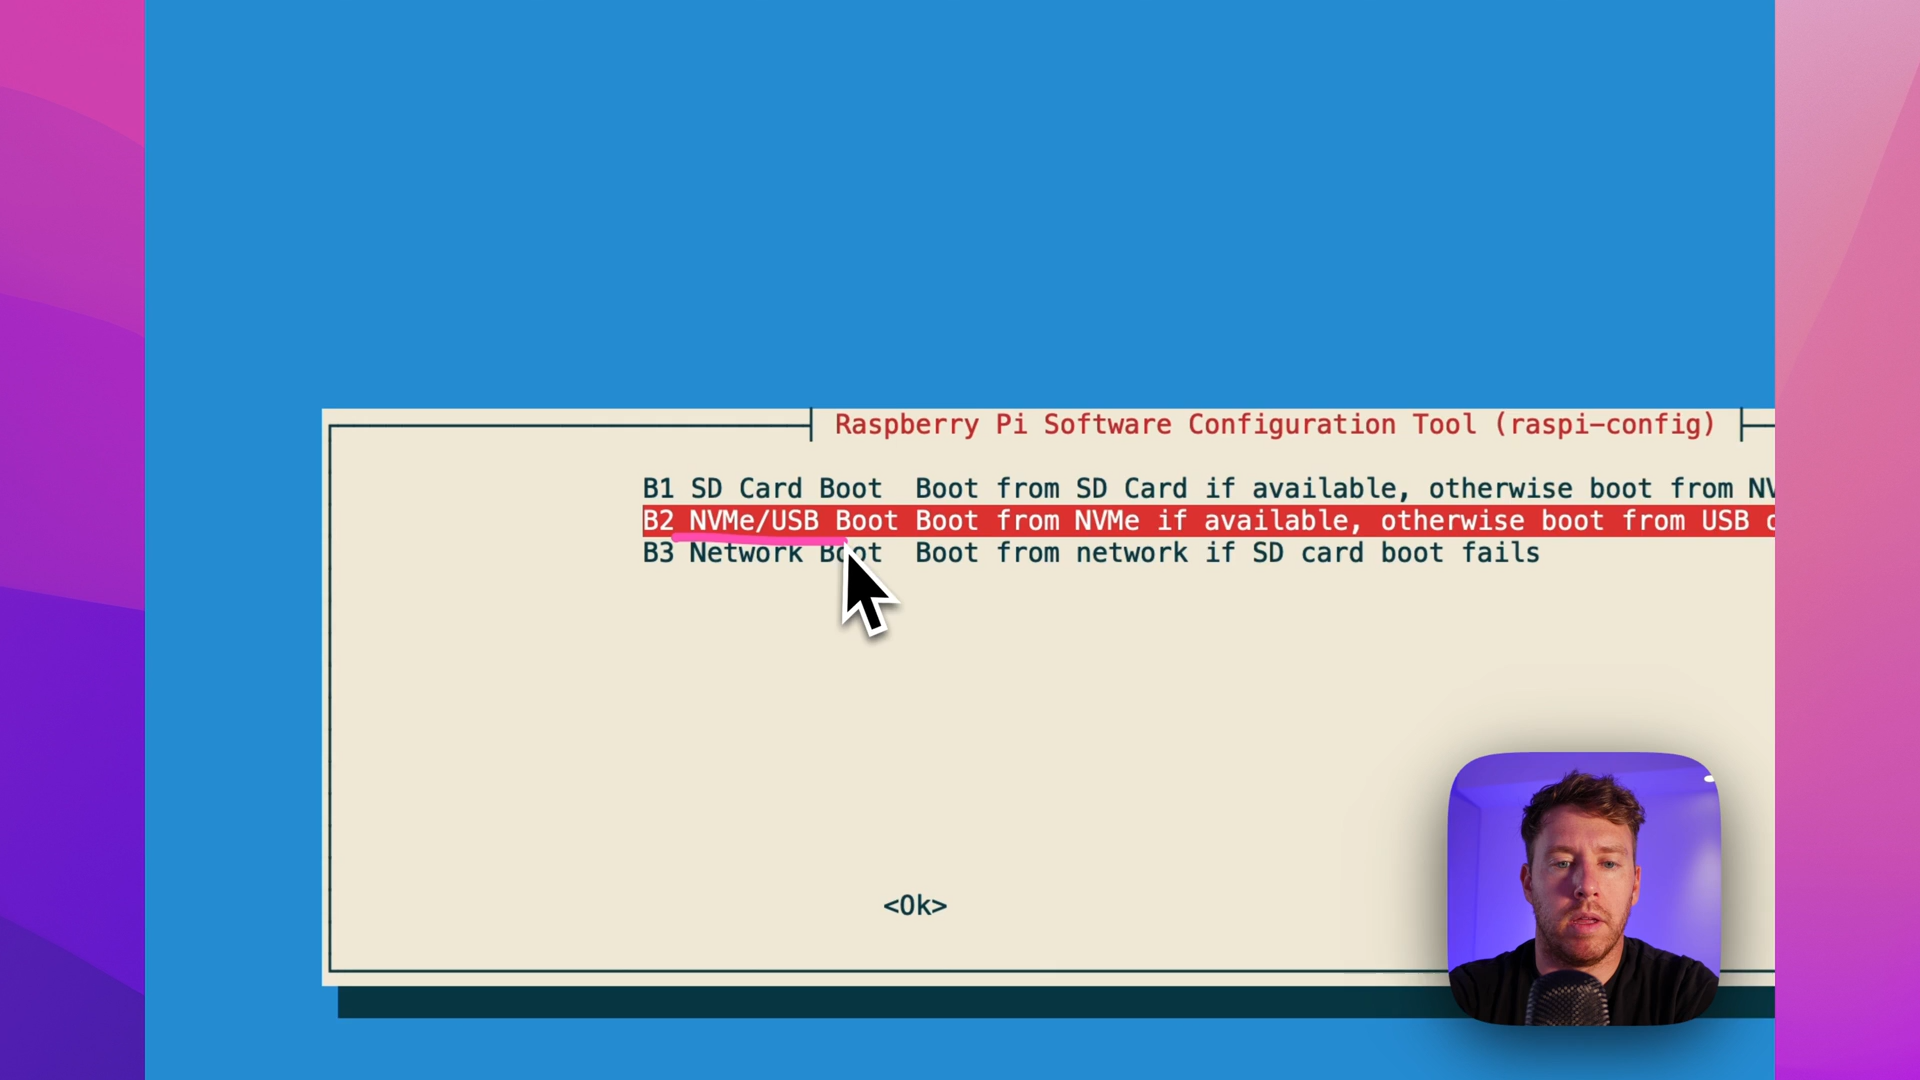 Raspberry Pi Software Configuration Tool (raspi-config)
B1 SD Card Boot Boot from SD Card if available, otherwise boot from
B2 NVMe/USB Boot Boot from NVMe if available, otherwise boot from USB
B3 Network Boot Boot from network if SD card boot fails
<Ok>